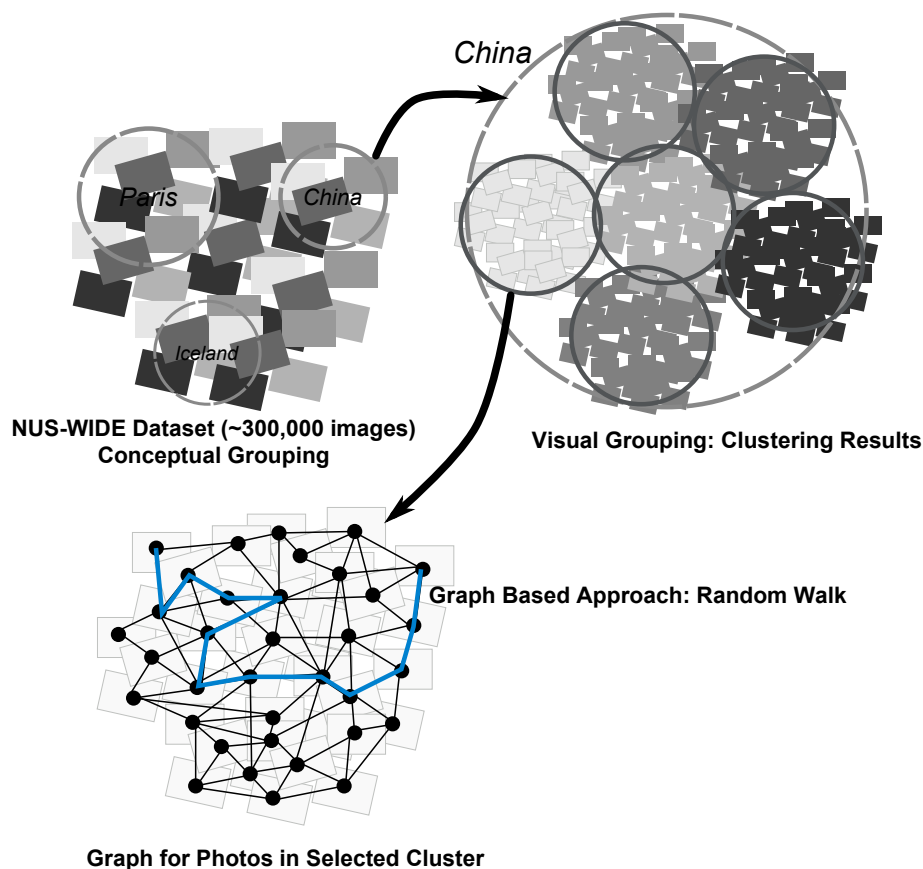 China
Paris
China
Iceland
NUS-WIDE Dataset (~300,000 images)
Conceptual Grouping
Visual Grouping: Clustering Results
Graph Based Approach: Random Walk
Graph for Photos in Selected Cluster